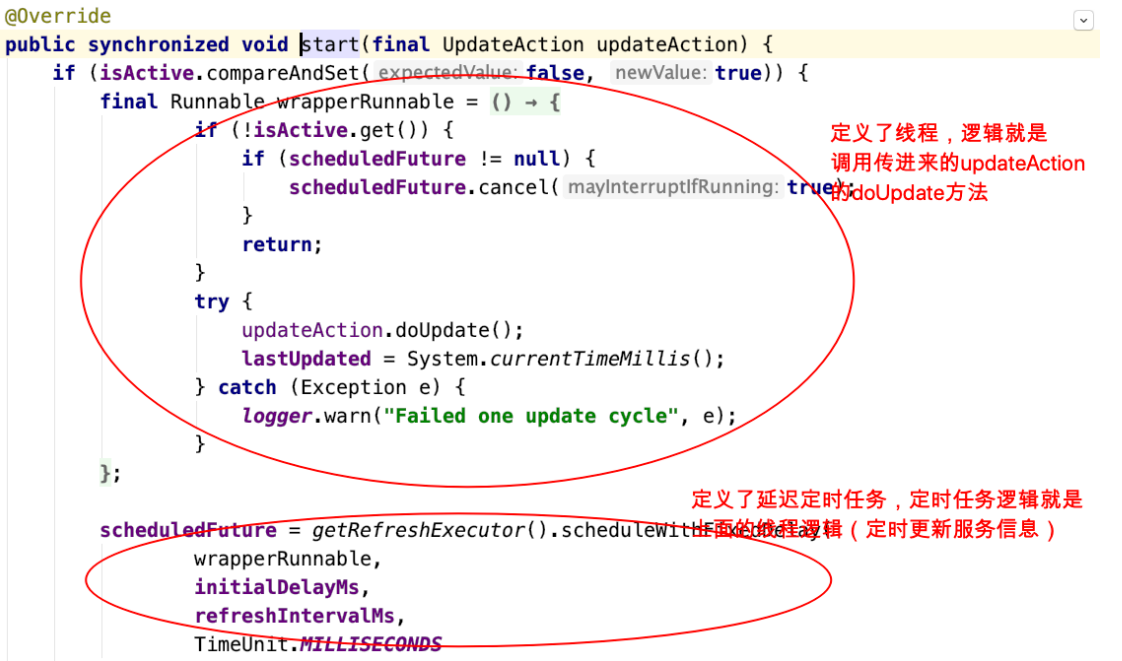 @Override
public synchronized void start(final UpdateAction updateAction) {
if (isActive.compareAndSet( expectedValue: false, newValue: true)) {
final Runnable wrapperRunnable = () → {
if (!isActive.get()) {
if (scheduledFuture != null) {
scheduledFuture.cancel( mayInterruptIfRunning: true);
}
return;
}
try {
updateAction.doUpdate();
lastUpdated = System.currentTimeMillis();
} catch (Exception e) {
logger.warn("Failed one update cycle", e);
}
};
定义了线程，逻辑就是
调用传进来的updateAction
的doUpdate方法
定义了延迟定时任务，定时任务逻辑就是
上面的线程逻辑（定时更新服务信息）
scheduledFuture = getRefreshExecutor().scheduleWithFixedDelay(
wrapperRunnable,
initialDelayMs,
refreshIntervalMs,
TimeUnit.MILLISECONDS